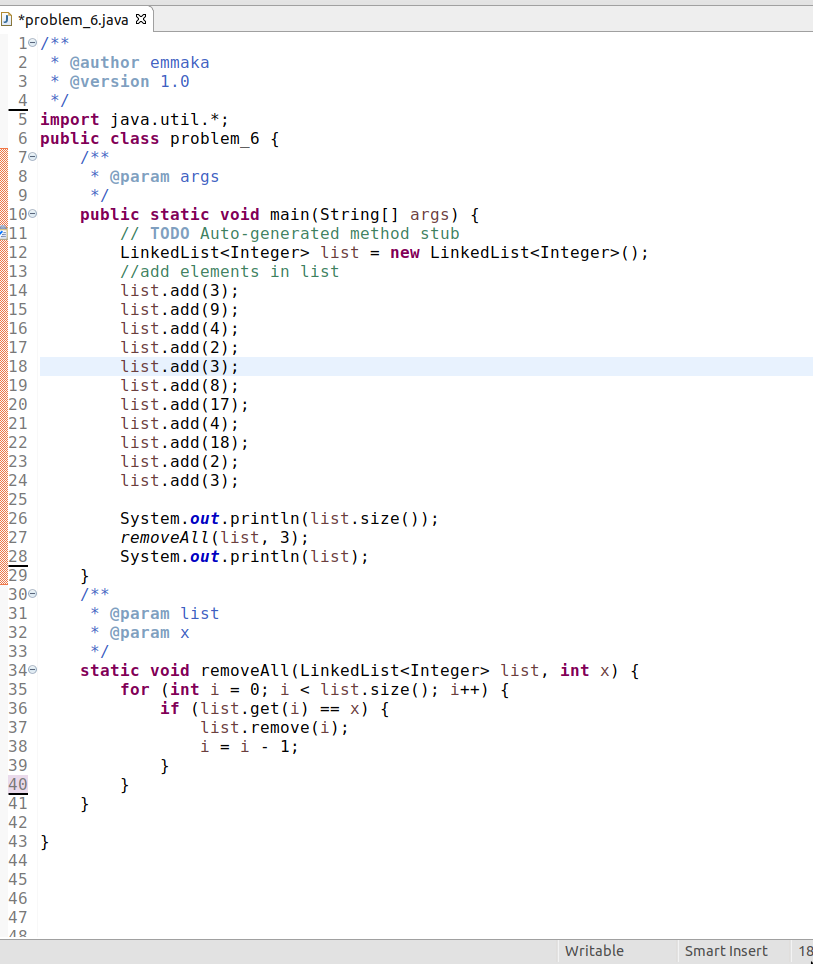 *problem_6.java
1 /**
2  * @author emmaka
3  * @version 1.0
4  */
5 import java.util.*;
6 public class problem_6 {
7     /**
8      * @param args
9      */
10     public static void main(String[] args) {
11         // TODO Auto-generated method stub
12         LinkedList<Integer> list = new LinkedList<Integer>();
13         //add elements in list
14         list.add(3);
15         list.add(9);
16         list.add(4);
17         list.add(2);
18         list.add(3);
19         list.add(8);
20         list.add(17);
21         list.add(4);
22         list.add(18);
23         list.add(2);
24         list.add(3);
25
26         System.out.println(list.size());
27         removeAll(list, 3);
28         System.out.println(list);
29     }
30     /**
31      * @param list
32      * @param x
33      */
34     static void removeAll(LinkedList<Integer> list, int x) {
35         for (int i = 0; i < list.size(); i++) {
36             if (list.get(i) == x) {
37                 list.remove(i);
38                 i = i - 1;
39             }
40         }
41     }
42
43 }
44
45
46
47
48
Writable Smart Insert 18